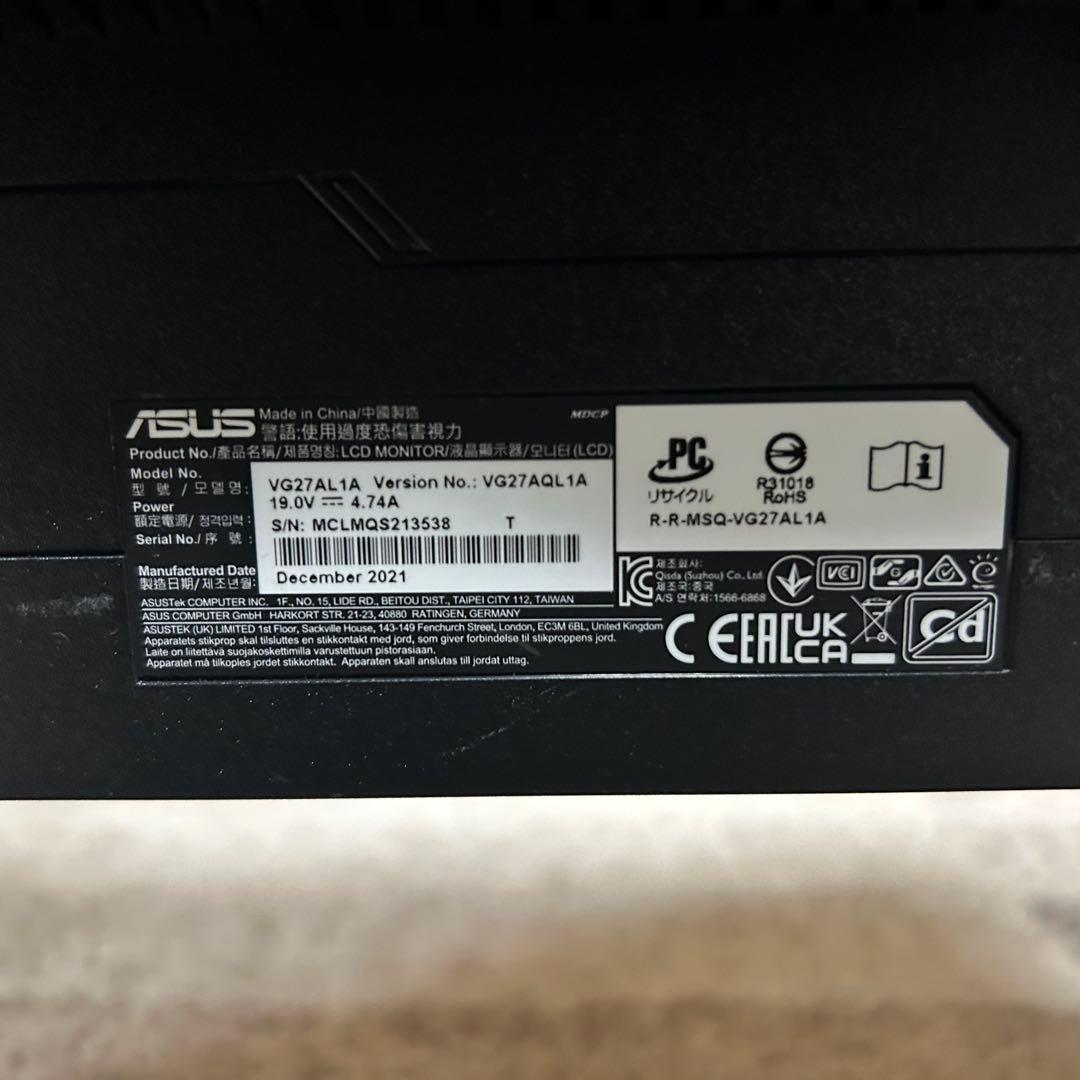 ASUS Made in China/中國製造
MDCP
警語:使用過度恐傷害視力
Product No./產品名稱/제품명칭: LCD MONITOR/液晶顯示器/모니터(LCD)
Model No.
型 號 / 모델명:
VG27AL1A Version No.: VG27AQL1A
Power
額定電源/ 정격입력:
19.0V ⎓ 4.74A
Serial No./序 號:
S/N: MCLMQS213538 T
Manufactured Date
製造日期/제조년월:
December 2021
ASUSTek COMPUTER INC. 1F., NO. 15, LIDE RD., BEITOU DIST., TAIPEI CITY 112, TAIWAN
ASUS COMPUTER GmbH HARKORT STR. 21-23, 40880 RATINGEN, GERMANY
ASUSTEK (UK) LIMITED 1st Floor, Sackville House, 143-149 Fenchurch Street, London, EC3M 6BL, United Kingdom
Apparatets stikprop skal tilsluttes en stikkontakt med jord, som giver forbindelse til stikproppens jord.
Laite on liitettävä suojakoskettimilla varustettuun pistorasiaan.
Apparatet må tilkoples jordet stikkontakt. Apparaten skall anslutas till jordat uttag.
PC
リサイクル
R31018
RoHS
i
R-R-MSQ-VG27AL1A
제조회사:
Qisda (Suzhou) Co., Ltd.
제조국:중국
A/S 연락처:1566-6868
VCI
G
CE EAC UK
CA
Cd